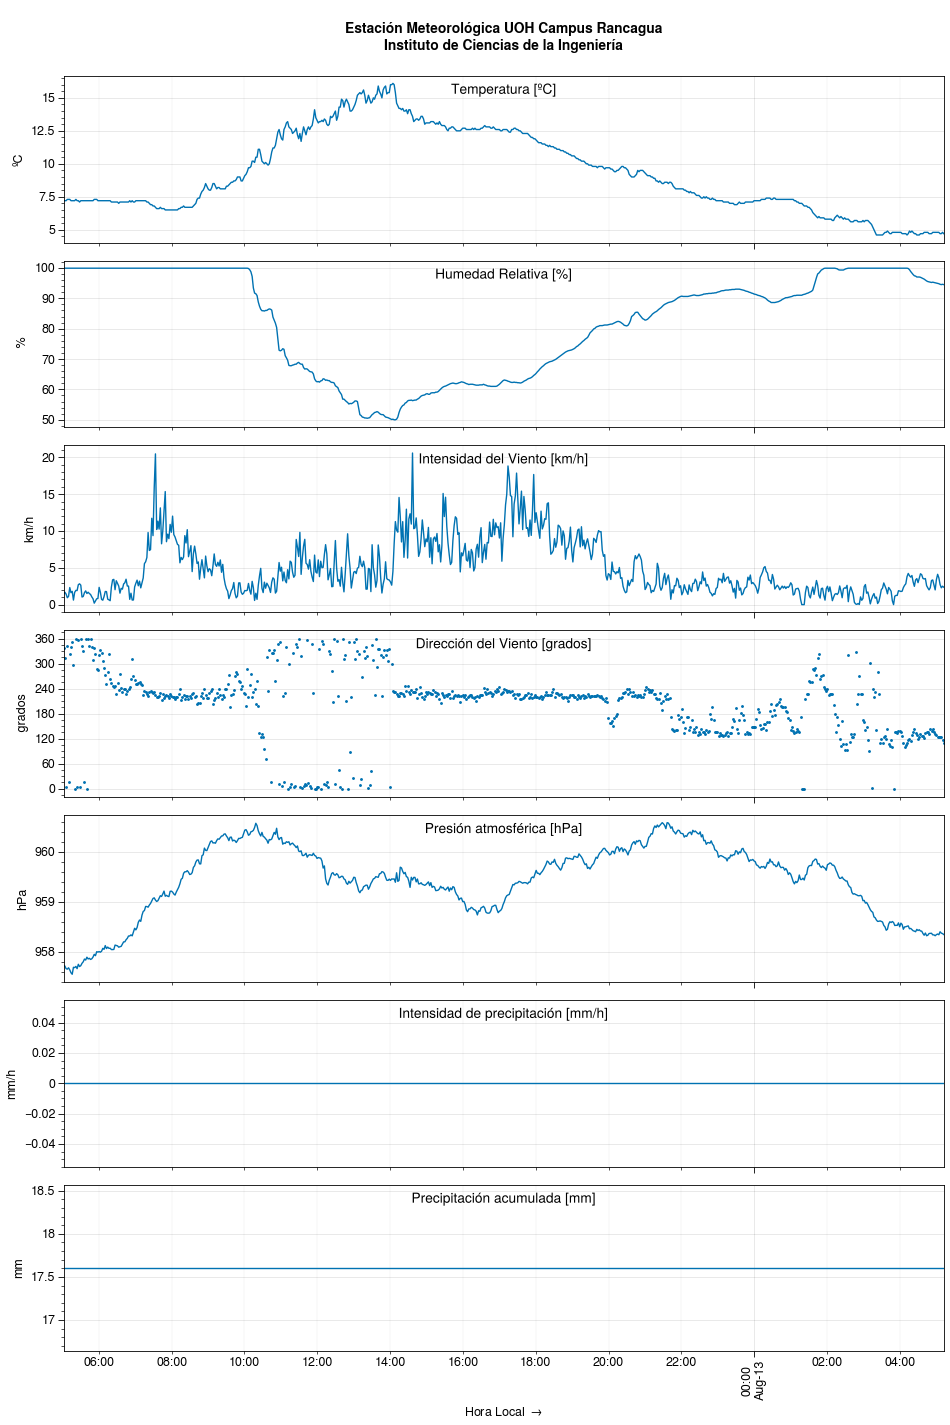 Estación Meteorológica UOH Campus Rancagua
Instituto de Ciencias de la Ingeniería
Temperatura [ºC]
ºC
15
12.5
10
7.5
5
Humedad Relativa [%]
%
100
90
80
70
60
50
Intensidad del Viento [km/h]
km/h
20
15
10
5
0
Dirección del Viento [grados]
grados
360
300
240
180
120
60
0
Presión atmosférica [hPa]
hPa
960
959
958
Intensidad de precipitación [mm/h]
mm/h
0.04
0.02
0
−0.02
−0.04
Precipitación acumulada [mm]
mm
18.5
18
17.5
17
06:00 08:00 10:00 12:00 14:00 16:00 18:00 20:00 22:00 00:00 02:00 04:00
Aug-13
Hora Local →